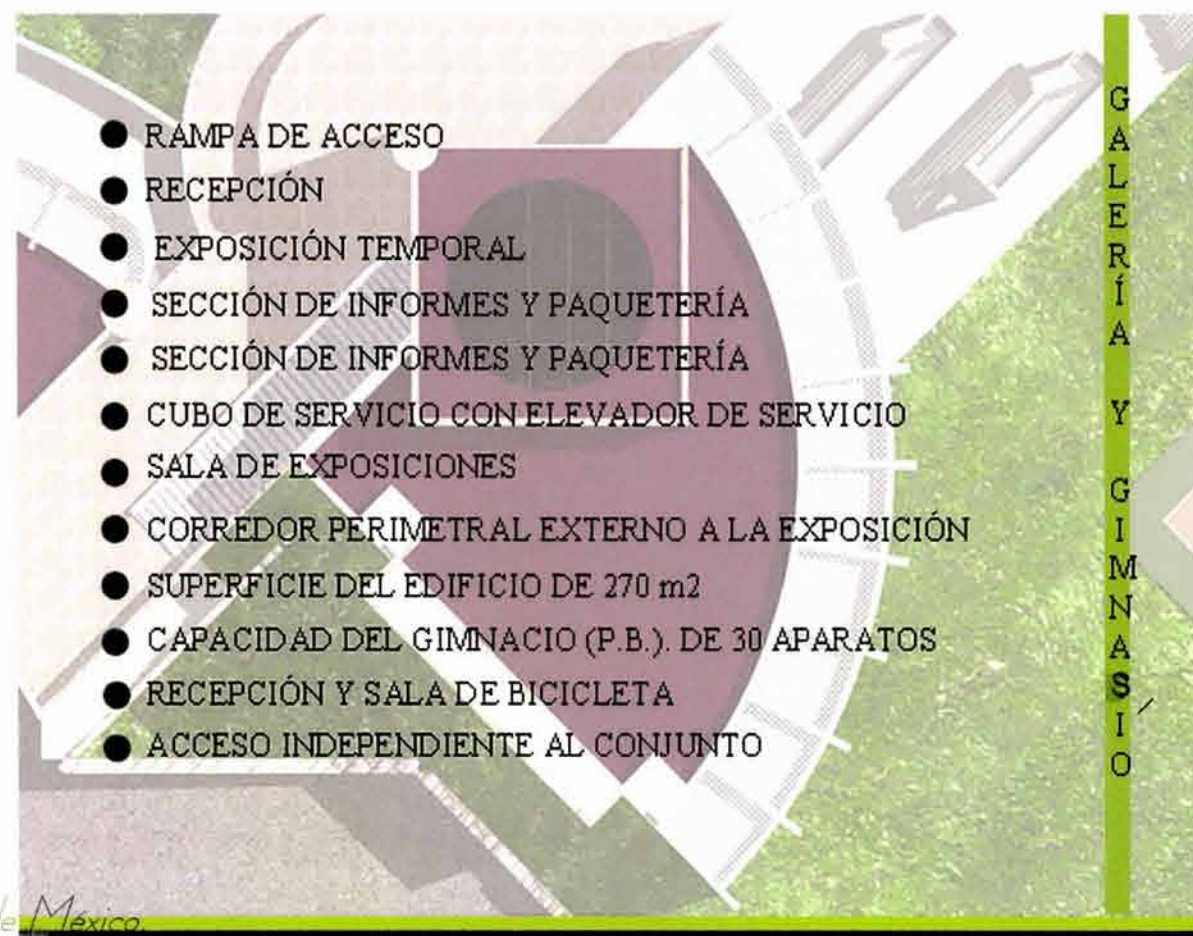 RAMPA DE ACCESO
RECEPCIÓN
EXPOSICIÓN TEMPORAL
SECCIÓN DE INFORMES Y PAQUETERÍA
SECCIÓN DE INFORMES Y PAQUETERÍA
CUBO DE SERVICIO CON ELEVADOR DE SERVICIO
SALA DE EXPOSICIONES
CORREDOR PERIMETRAL EXTERNO A LA EXPOSICIÓN
SUPERFICIE DEL EDIFICIO DE 270 m2
CAPACIDAD DEL GIMNACIO (P.B.). DE 30 APARATOS
RECEPCIÓN Y SALA DE BICICLETA
ACCESO INDEPENDIENTE AL CONJUNTO
GALERÍA Y GIMNASIO
México.